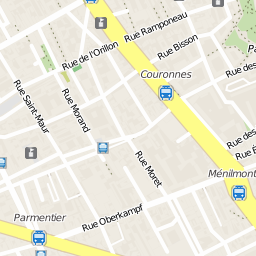 Rue Ramponeau
Rue de l'Orillon
Rue Bisson
Couronnes
Rue des
Rue Saint-Maur
Rue Morand
Rue des
Rue Moret
Ménilmont
Parmentier
Rue Oberkampf